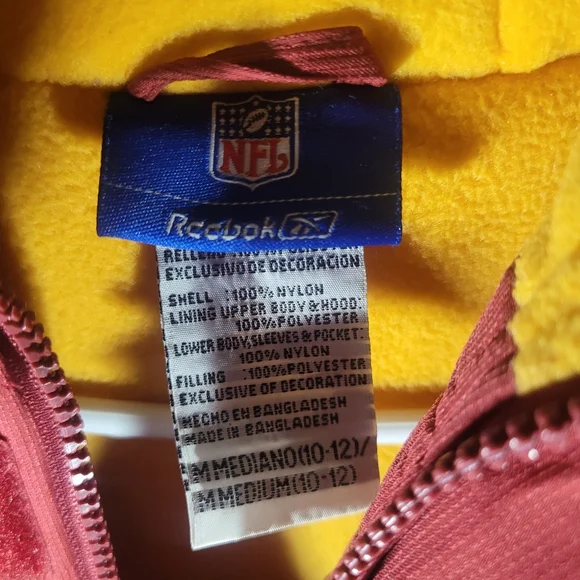 NFL
Reebok
EXCLUSIVO DE DECORACION
SHELL :100% NYLON
LINING UPPER BODY & HOOD:
100% POLYESTER
LOWER BODY, SLEEVES & POCKET:
100% NYLON
FILLING : 100% POLYESTER
EXCLUSIVE OF DECORATION
HECHO EN BANGLADESH
MADE IN BANGLADESH
M MEDIANO(10-12)/
M MEDIUM(10-12)